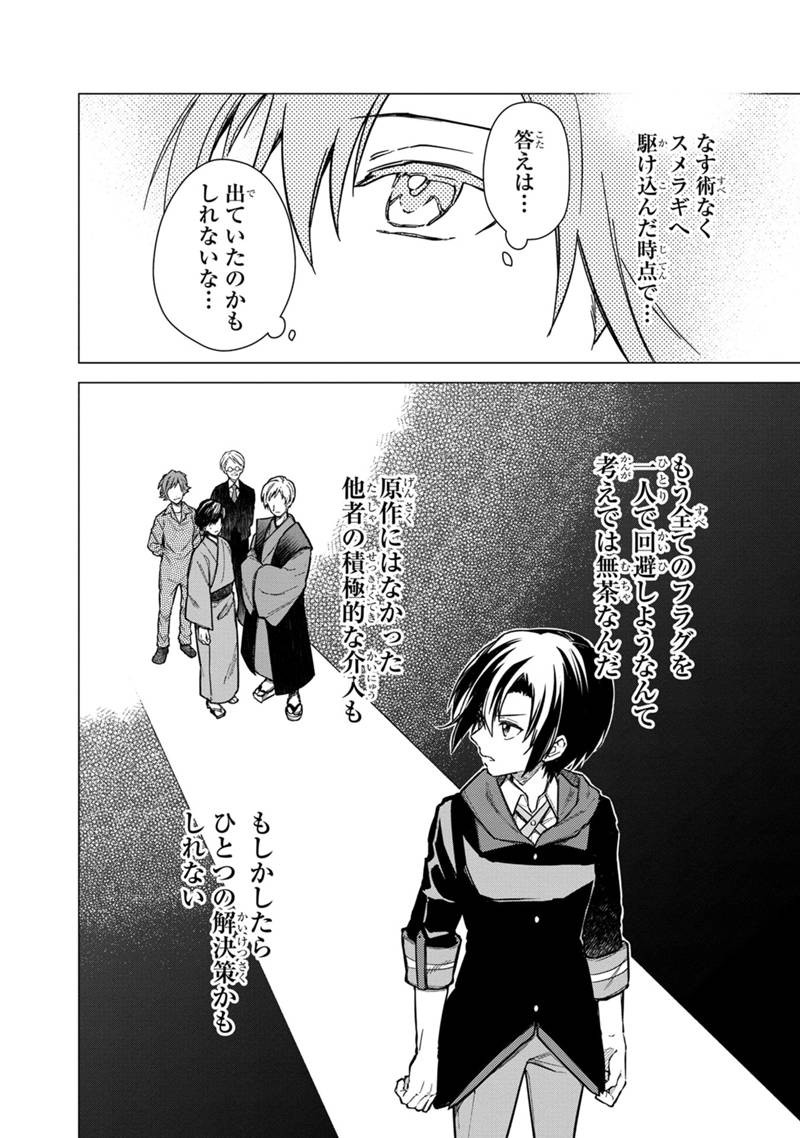 なす術なく
スメラギへ
駆け込んだ時点で…
答えは…
出ていたのかも
しれないな…
もう全てのフラグを
一人で回避しようなんて
考えでは無茶なんだ
原作にはなかった
他者の積極的な介入も
もしかしたら
ひとつの解決策かも
しれない